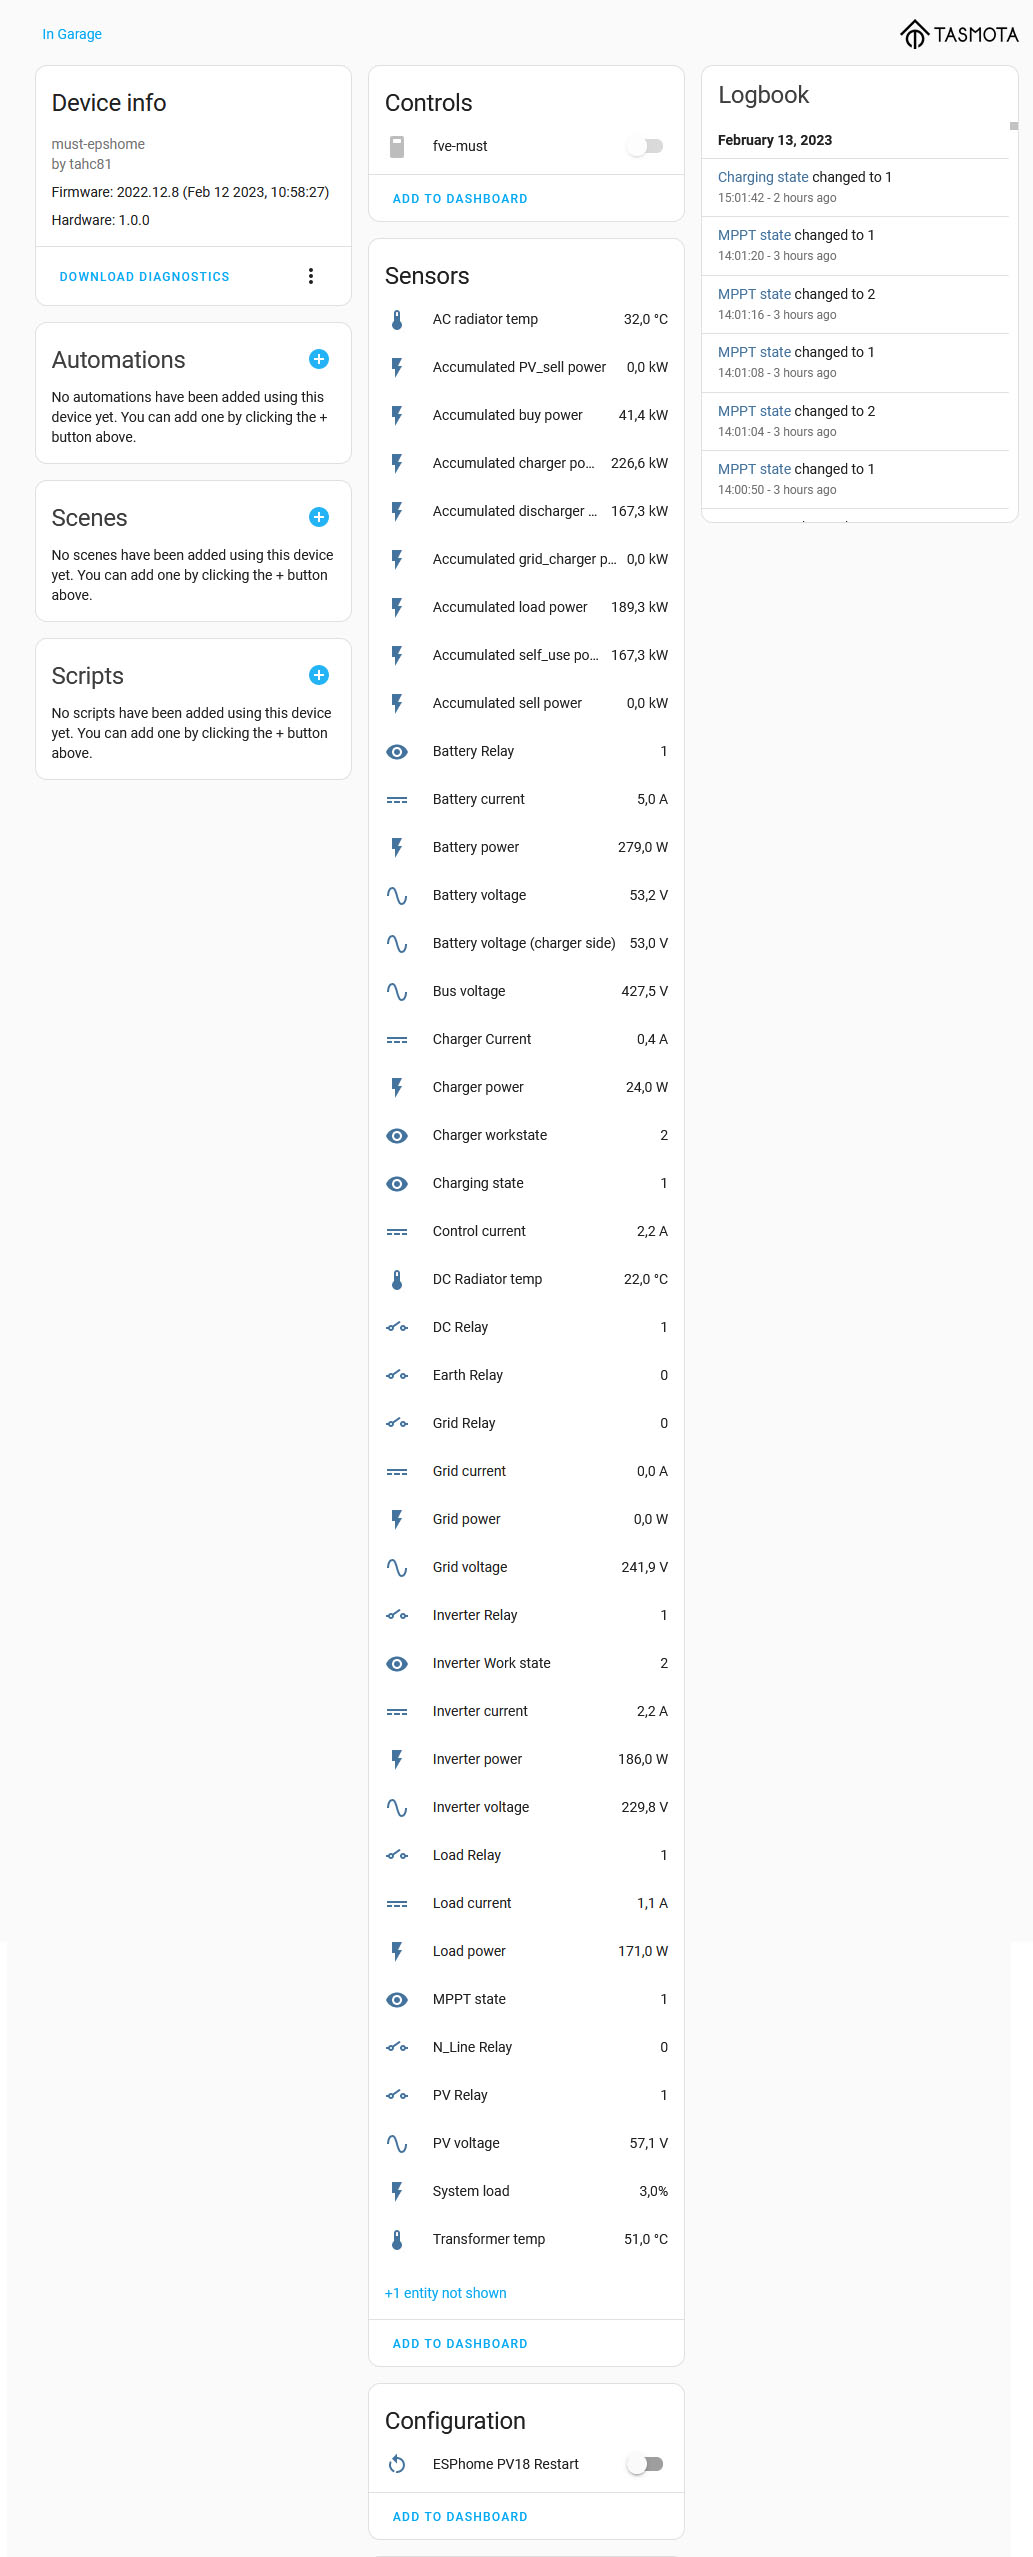 In Garage
TASMOTA
Device info
must-epshome
by tahc81
Firmware: 2022.12.8 (Feb 12 2023, 10:58:27)
Hardware: 1.0.0
DOWNLOAD DIAGNOSTICS
Automations
No automations have been added using this
device yet. You can add one by clicking the +
button above.
Scenes
No scenes have been added using this device
yet. You can add one by clicking the + button
above.
Scripts
No scripts have been added using this device
yet. You can add one by clicking the + button
above.
Controls
fve-must
ADD TO DASHBOARD
Sensors
AC radiator temp 32,0 °C
Accumulated PV_sell power 0,0 kW
Accumulated buy power 41,4 kW
Accumulated charger po... 226,6 kW
Accumulated discharger ... 167,3 kW
Accumulated grid_charger p... 0,0 kW
Accumulated load power 189,3 kW
Accumulated self_use po... 167,3 kW
Accumulated sell power 0,0 kW
Battery Relay 1
Battery current 5,0 A
Battery power 279,0 W
Battery voltage 53,2 V
Battery voltage (charger side) 53,0 V
Bus voltage 427,5 V
Charger Current 0,4 A
Charger power 24,0 W
Charger workstate 2
Charging state 1
Control current 2,2 A
DC Radiator temp 22,0 °C
DC Relay 1
Earth Relay 0
Grid Relay 0
Grid current 0,0 A
Grid power 0,0 W
Grid voltage 241,9 V
Inverter Relay 1
Inverter Work state 2
Inverter current 2,2 A
Inverter power 186,0 W
Inverter voltage 229,8 V
Load Relay 1
Load current 1,1 A
Load power 171,0 W
MPPT state 1
N_Line Relay 0
PV Relay 1
PV voltage 57,1 V
System load 3,0%
Transformer temp 51,0 °C
+1 entity not shown
ADD TO DASHBOARD
Configuration
ESPhome PV18 Restart
ADD TO DASHBOARD
Logbook
February 13, 2023
Charging state changed to 1
15:01:42 - 2 hours ago
MPPT state changed to 1
14:01:20 - 3 hours ago
MPPT state changed to 2
14:01:16 - 3 hours ago
MPPT state changed to 1
14:01:08 - 3 hours ago
MPPT state changed to 2
14:01:04 - 3 hours ago
MPPT state changed to 1
14:00:50 - 3 hours ago